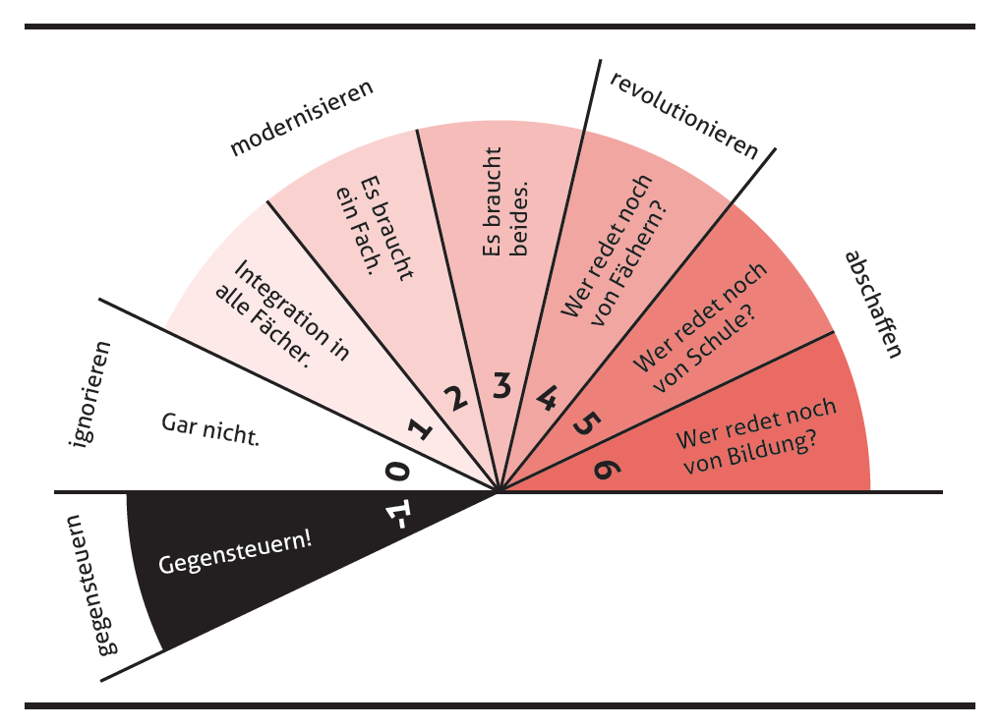 gegensteuern
Gegensteuern!
-1
ignorieren
Gar nicht.
0
modernisieren
Integration in
alle Fächer.
1
Es braucht
ein Fach.
2
Es braucht
beides.
3
revolutionieren
Wer redet noch
von Fächern?
4
abschaffen
Wer redet noch
von Schule?
5
Wer redet noch
von Bildung?
6